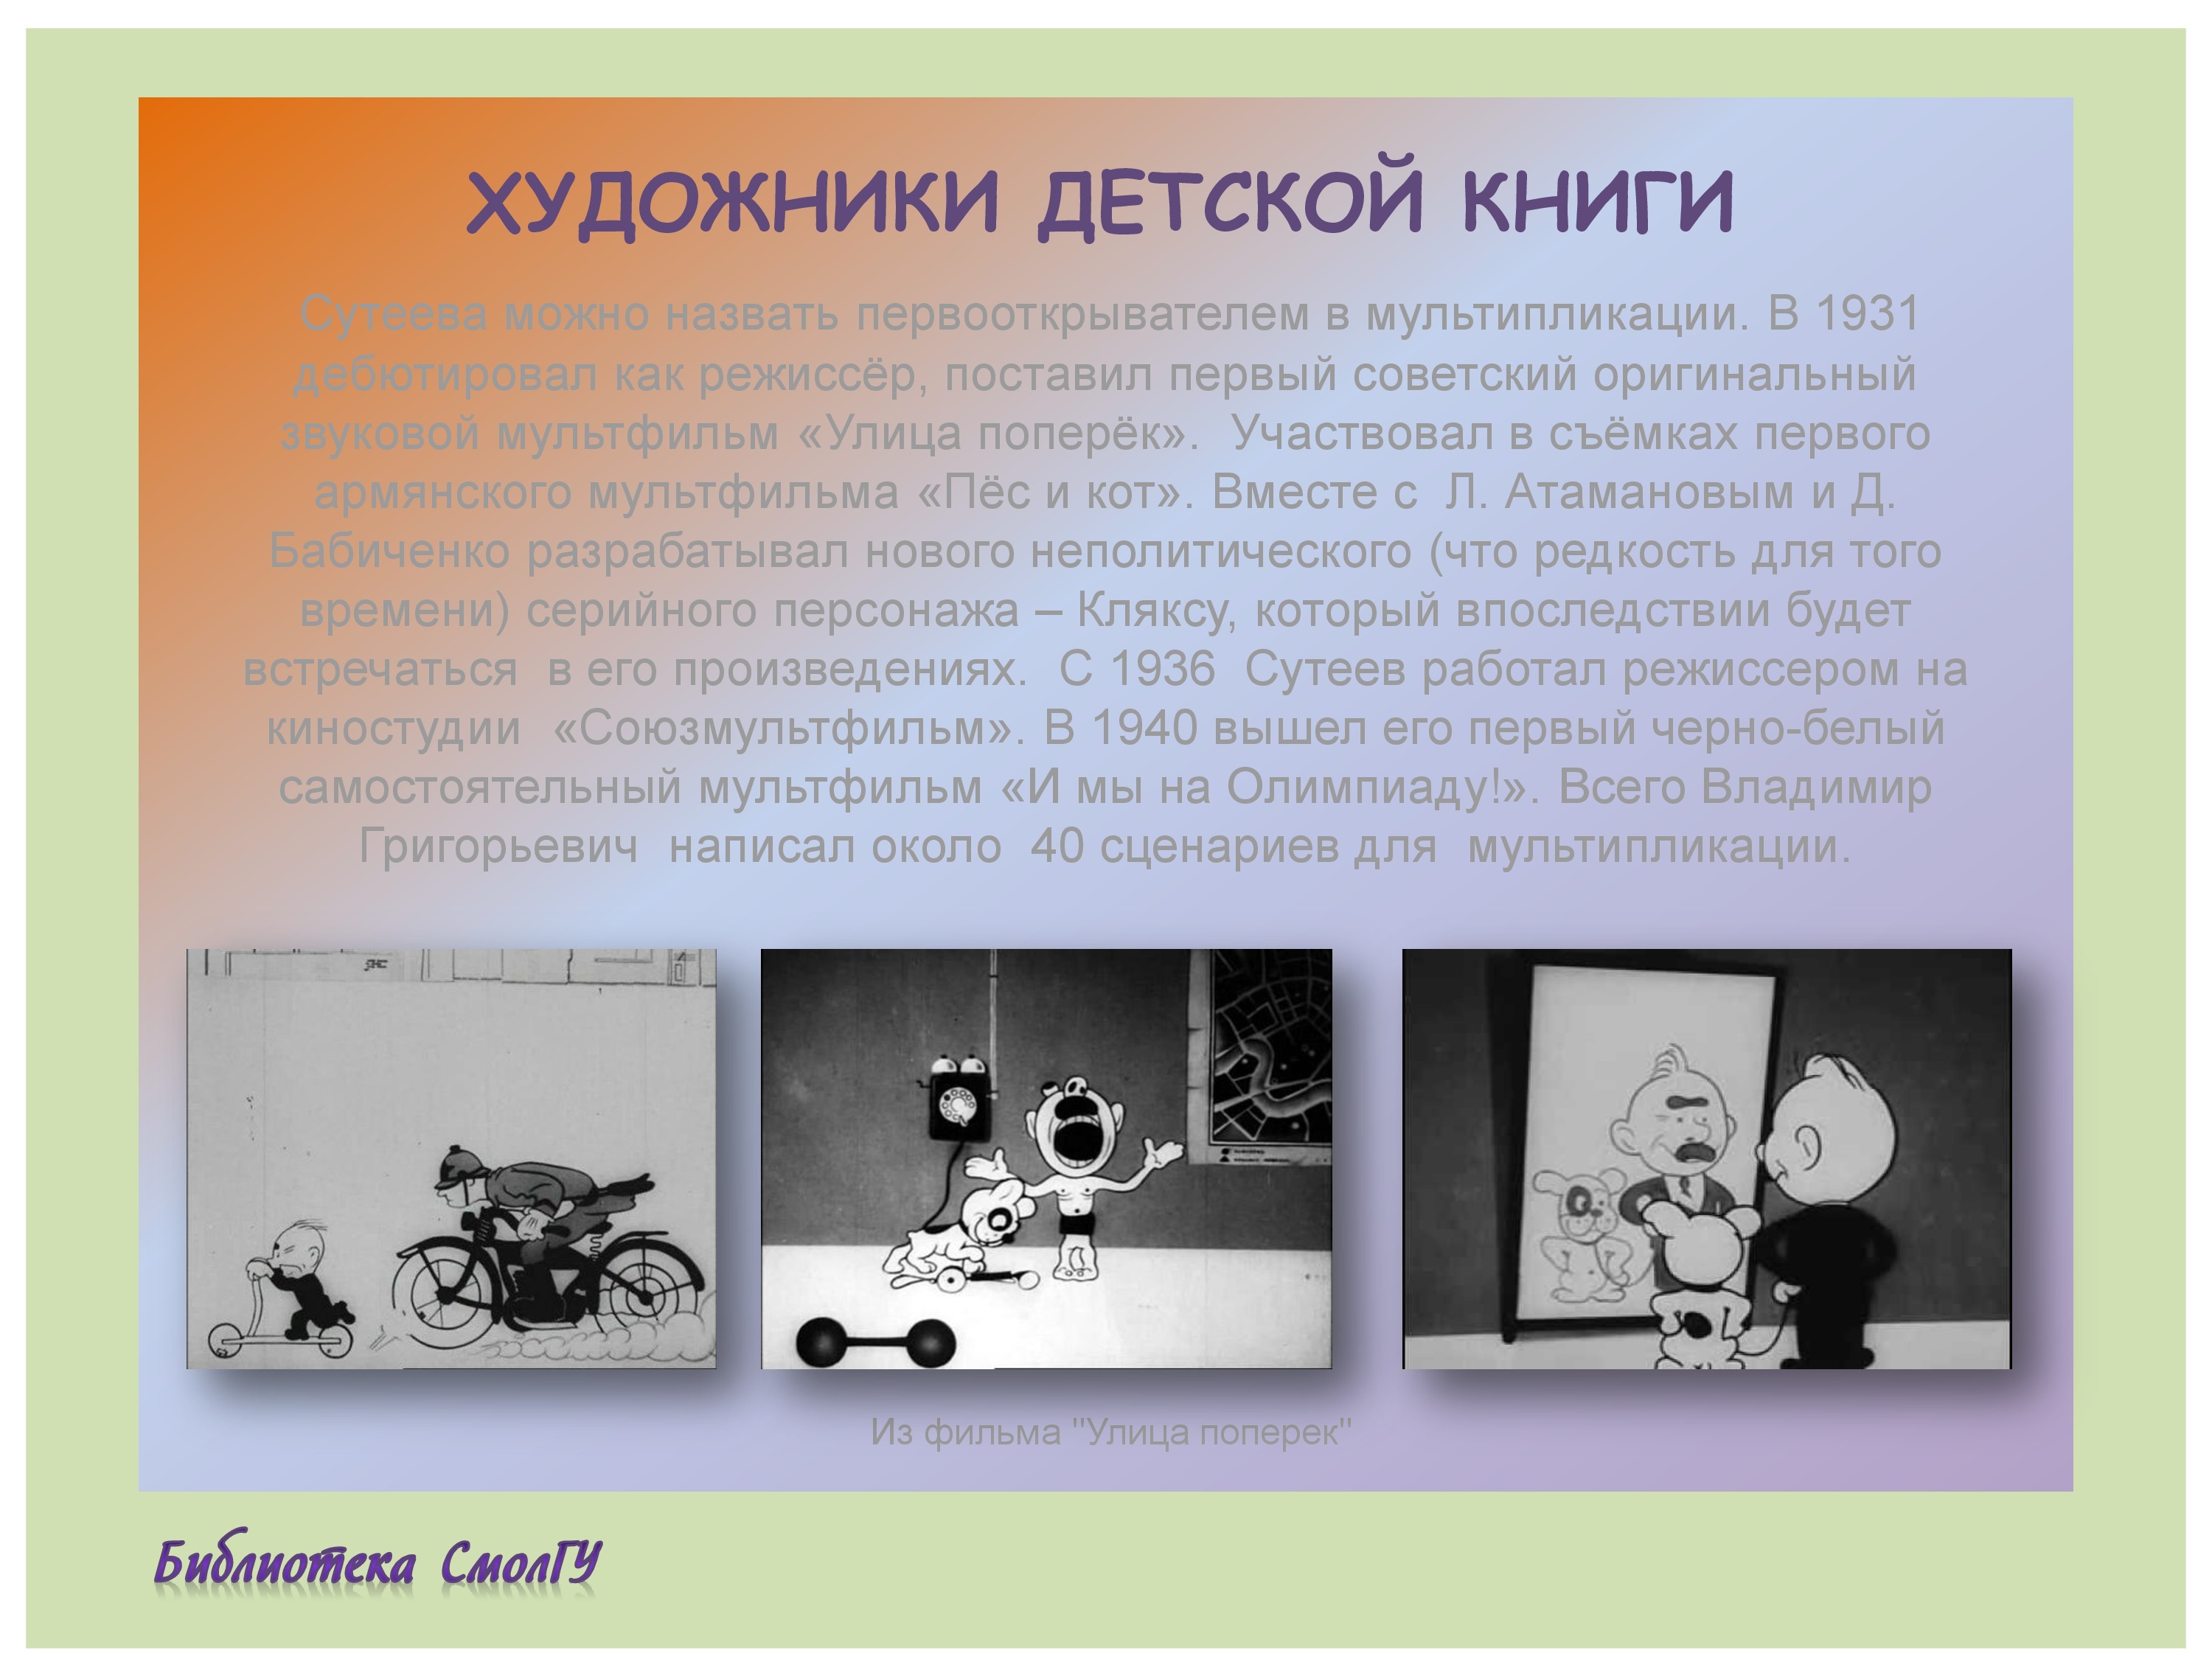 ХУДОЖНИКИ ДЕТСКОЙ КНИГИ
Сутеева можно назвать первооткрывателем в мультипликации. В 1931
дебютировал как режиссёр, поставил первый советский оригинальный
звуковой мультфильм «Улица поперёк». Участвовал в съёмках первого
армянского мультфильма «Пёс и кот». Вместе с Л. Атамановым и Д.
Бабиченко разрабатывал нового неполитического (что редкость для того
времени) серийного персонажа – Кляксу, который впоследствии будет
встречаться в его произведениях. С 1936 Сутеев работал режиссером на
киностудии «Союзмультфильм». В 1940 вышел его первый черно-белый
самостоятельный мультфильм «И мы на Олимпиаду!». Всего Владимир
Григорьевич написал около 40 сценариев для мультипликации.
Из фильма "Улица поперек"
Библиотека СмолГУ